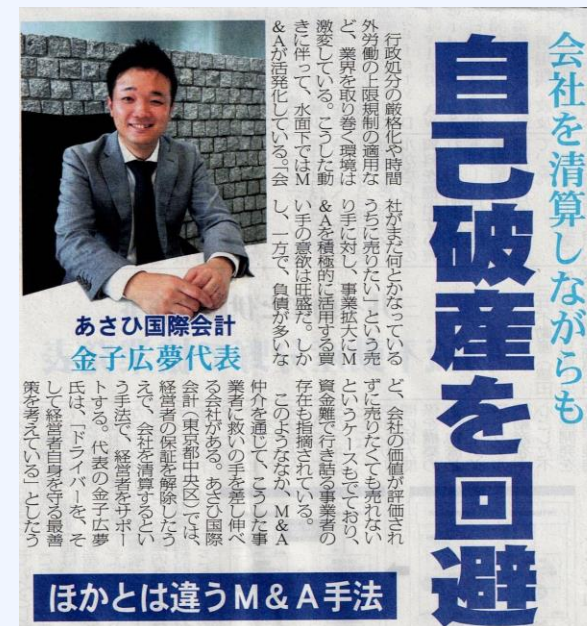 会社を清算しながらも
自己破産を回避
行政処分の厳格化や時間
外労働の上限規制の適用な
ど、業界を取り巻く環境は
激変している。こうした動
きに伴って、水面下ではM
&Aが活発化している。「会
社がまだ何とかなっている
うちに売りたい」という売
り手に対し、事業拡大にM
&Aを積極的に活用する買
い手の意欲は旺盛だ。しか
し、一方で、負債が多いな
ど、会社の価値が評価され
ずに売りたくても売れない
というケースもでており、
資金難で行き詰る事業者の
存在も指摘されている。
このようななか、M&A
仲介を通じて、こうした事
業者に救いの手を差し伸べ
る会社がある。あさひ国際
会計（東京都中央区）では、
経営者の保証を解除したう
えで、会社を清算するとい
う手法で、経営者をサポー
トする。代表の金子広夢
氏は、「ドライバーを、そ
して経営者自身を守る最善
策を考えている」としたう
あさひ国際会計
金子広夢代表
ほかとは違うM&A手法